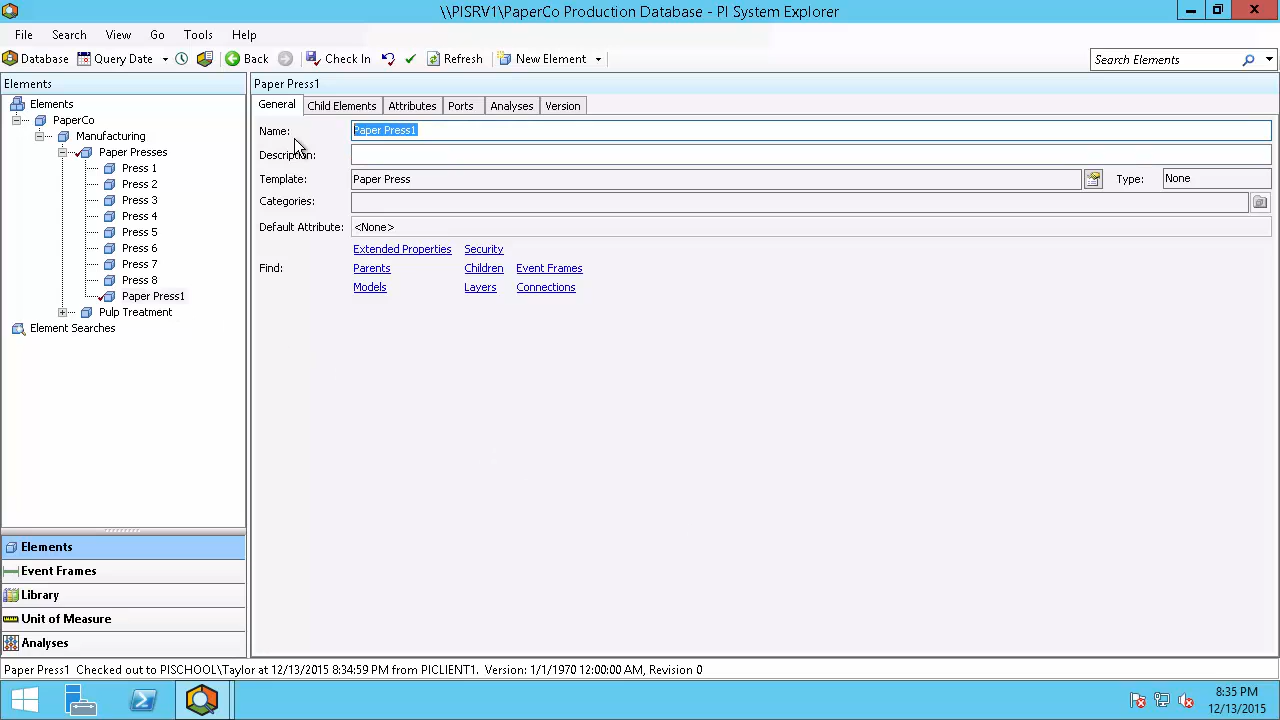 \\PISRV1\PaperCo Production Database - PI System Explorer
File Search View Go Tools Help
Database Query Date Back Check In Refresh New Element Search Elements
Elements
Elements
PaperCo
Manufacturing
Paper Presses
Press 1
Press 2
Press 3
Press 4
Press 5
Press 6
Press 7
Press 8
Paper Press1
Pulp Treatment
Element Searches
Elements
Event Frames
Library
Unit of Measure
Analyses
Paper Press1
General Child Elements Attributes Ports Analyses Version
Name: Paper Press1
Description:
Template: Paper Press Type: None
Categories:
Default Attribute: <None>
Extended Properties Security
Find: Parents Children Event Frames
Models Layers Connections
Paper Press1 Checked out to PISCHOOL\Taylor at 12/13/2015 8:34:59 PM from PICLIENT1. Version: 1/1/1970 12:00:00 AM, Revision 0
8:35 PM
12/13/2015